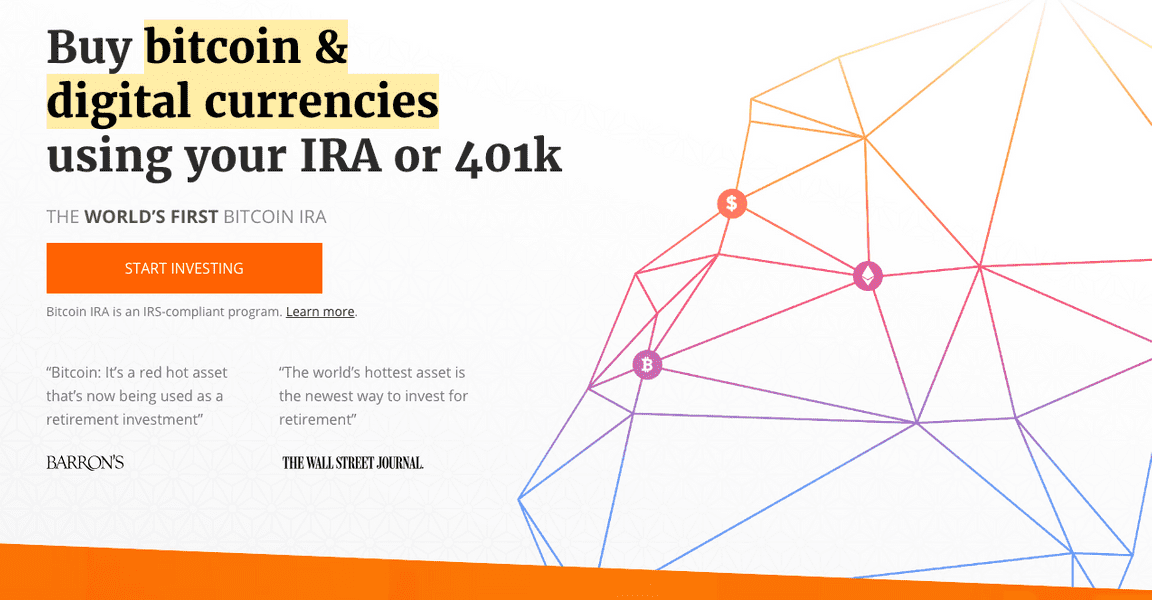 Buy bitcoin &
digital currencies
using your IRA or 401k
THE WORLD’S FIRST BITCOIN IRA
START INVESTING
Bitcoin IRA is an IRS-compliant program. Learn more.
“Bitcoin: It’s a red hot asset
that’s now being used as a
retirement investment”
BARRON’S
“The world’s hottest asset is
the newest way to invest for
retirement”
THE WALL STREET JOURNAL.
$